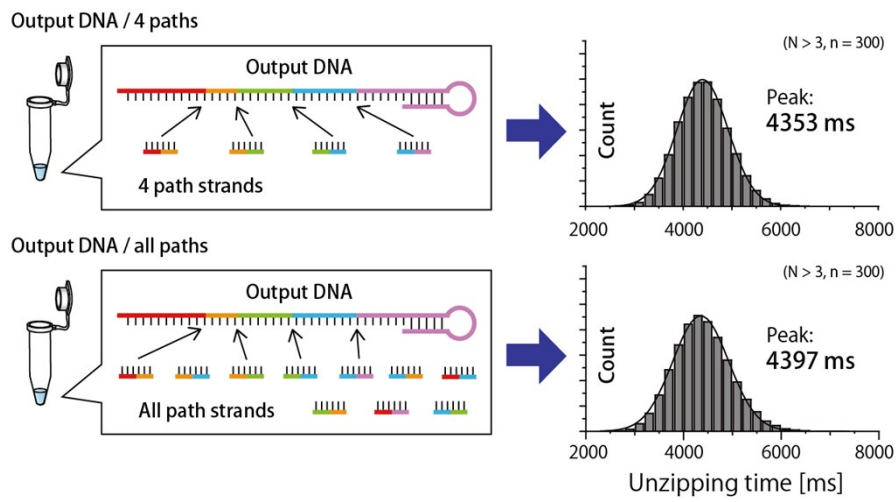 Output DNA / 4 paths
Output DNA
4 path strands
(N > 3, n = 300)
Peak:
4353 ms
Count
2000 4000 6000 8000
Output DNA / all paths
Output DNA
All path strands
(N > 3, n = 300)
Peak:
4397 ms
Count
2000 4000 6000 8000
Unzipping time [ms]